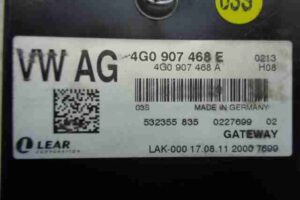 033
VW AG
4G0 907 468 E 0213
4G0 907 468 A H08
03S MADE IN GERMANY
532355 835 0227699 02
GATEWAY
LEAR
CORPORATION
LAK-000 17.08.11 2000 7699